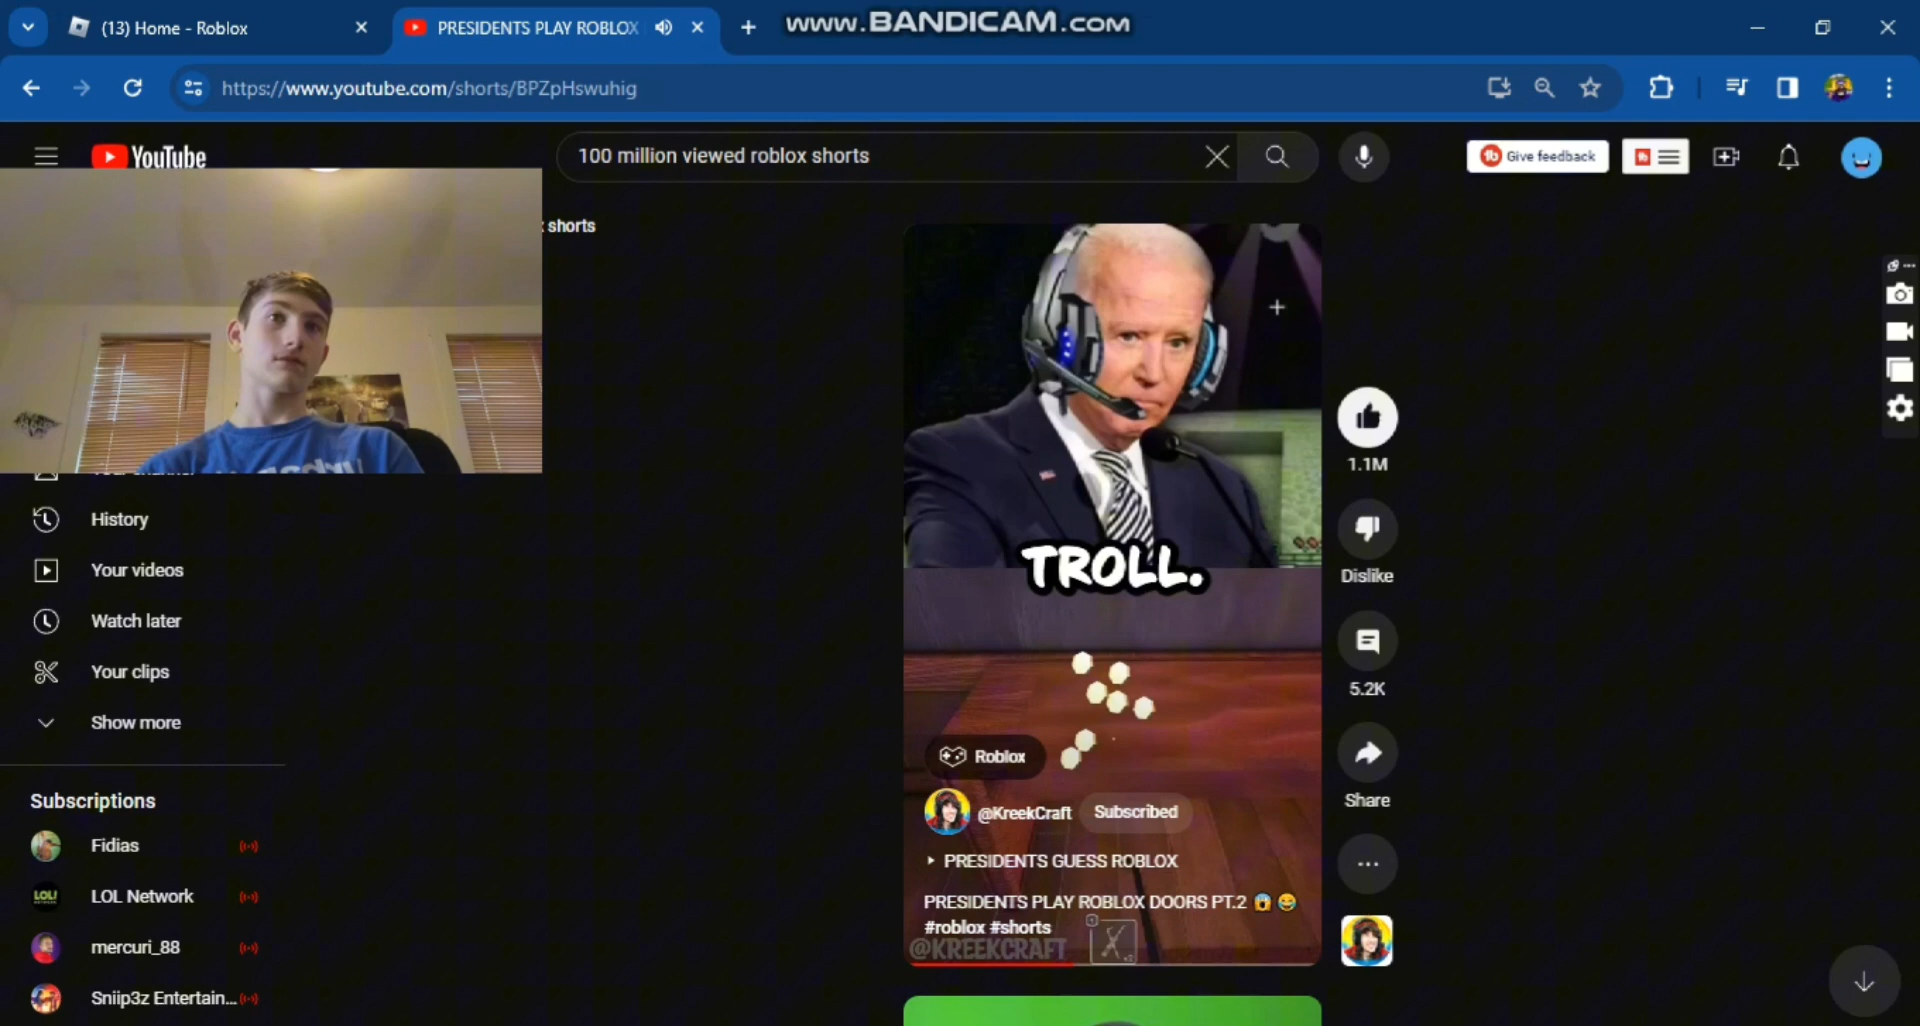 (13) Home - Roblox
PRESIDENTS PLAY ROBLOX
www.BANDICAM.com
https://www.youtube.com/shorts/BPZpHswuhig
YouTube
100 million viewed roblox shorts
Give feedback
shorts
TROLL.
1.1M
Dislike
5.2K
Share
History
Your videos
Watch later
Your clips
Show more
Subscriptions
Fidias
LOL Network
mercuri_88
Sniip3z Entertain...
Roblox
@KreekCraft
Subscribed
PRESIDENTS GUESS ROBLOX
PRESIDENTS PLAY ROBLOX DOORS PT.2 😱 😂
#roblox #shorts
@KREEKCRAFT